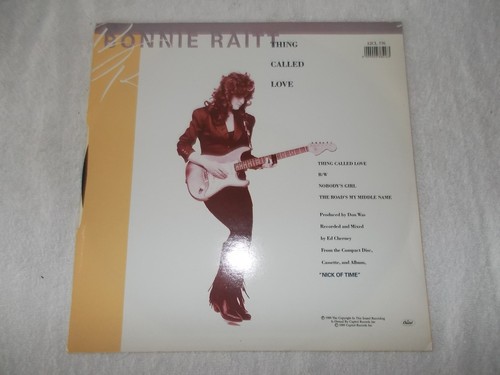 BONNIE RAITT
THING
CALLED
LOVE
THING CALLED LOVE
B/W
NOBODY'S GIRL
THE ROAD'S MY MIDDLE NAME
Produced by Don Was
Recorded and Mixed
by Ed Cherney
From the Compact Disc,
Cassette, and Album,
"NICK OF TIME"